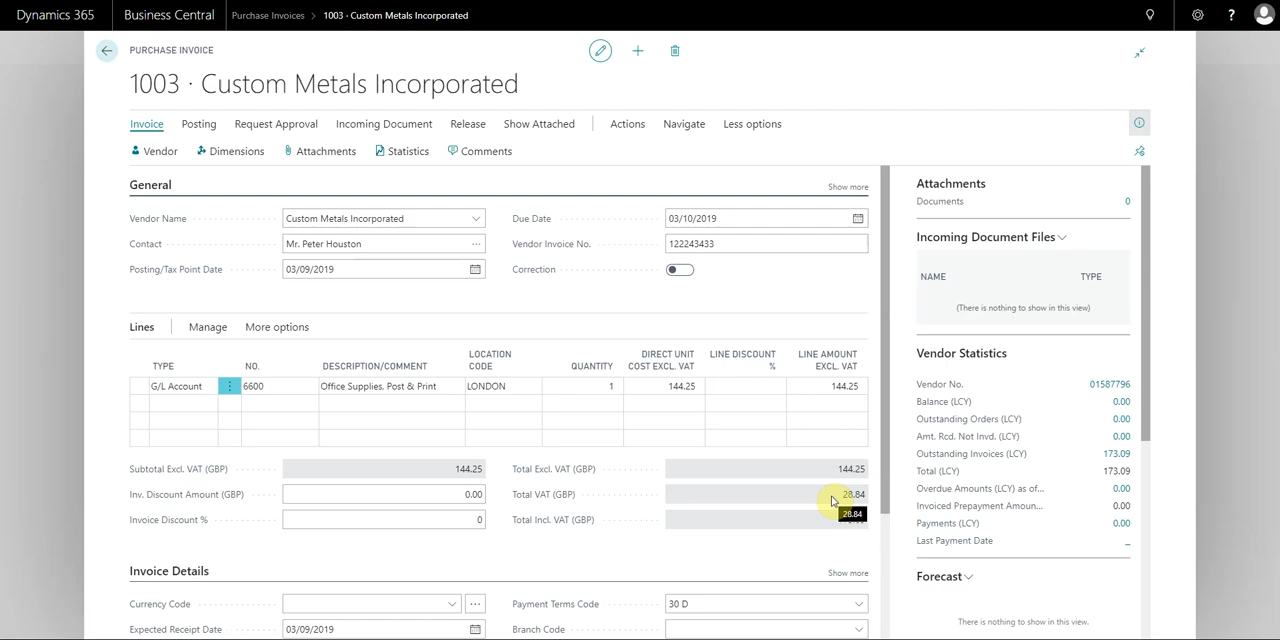 Dynamics 365 Business Central Purchase Invoices > 1003 · Custom Metals Incorporated ?
PURCHASE INVOICE
1003 · Custom Metals Incorporated
Invoice Posting Request Approval Incoming Document Release Show Attached Actions Navigate Less options
Vendor Dimensions Attachments Statistics Comments
General Show more
Vendor Name Custom Metals Incorporated Due Date 03/10/2019
Contact Mr. Peter Houston ... Vendor Invoice No. 122243433
Posting/Tax Point Date 03/09/2019 Correction
Lines Manage More options
TYPE NO. DESCRIPTION/COMMENT LOCATION CODE QUANTITY DIRECT UNIT COST EXCL. VAT LINE DISCOUNT % LINE AMOUNT EXCL. VAT
G/L Account 6600 Office Supplies, Post & Print LONDON 1 144.25 144.25
Subtotal Excl. VAT (GBP) 144.25 Total Excl. VAT (GBP) 144.25
Inv. Discount Amount (GBP) 0.00 Total VAT (GBP) 28.84
28.84
Invoice Discount % 0 Total Incl. VAT (GBP)
Invoice Details Show more
Currency Code ... Payment Terms Code 30 D
Expected Receipt Date 03/09/2019 Branch Code
Attachments
Documents 0
Incoming Document Files
NAME TYPE
(There is nothing to show in this view)
Vendor Statistics
Vendor No. 01587796
Balance (LCY) 0.00
Outstanding Orders (LCY) 0.00
Amt. Rcd. Not Invd. (LCY) 0.00
Outstanding Invoices (LCY) 173.09
Total (LCY) 173.09
Overdue Amounts (LCY) as of... 0.00
Invoiced Prepayment Amoun... 0.00
Payments (LCY) 0.00
Last Payment Date _
Forecast
There is nothing to show in this view.